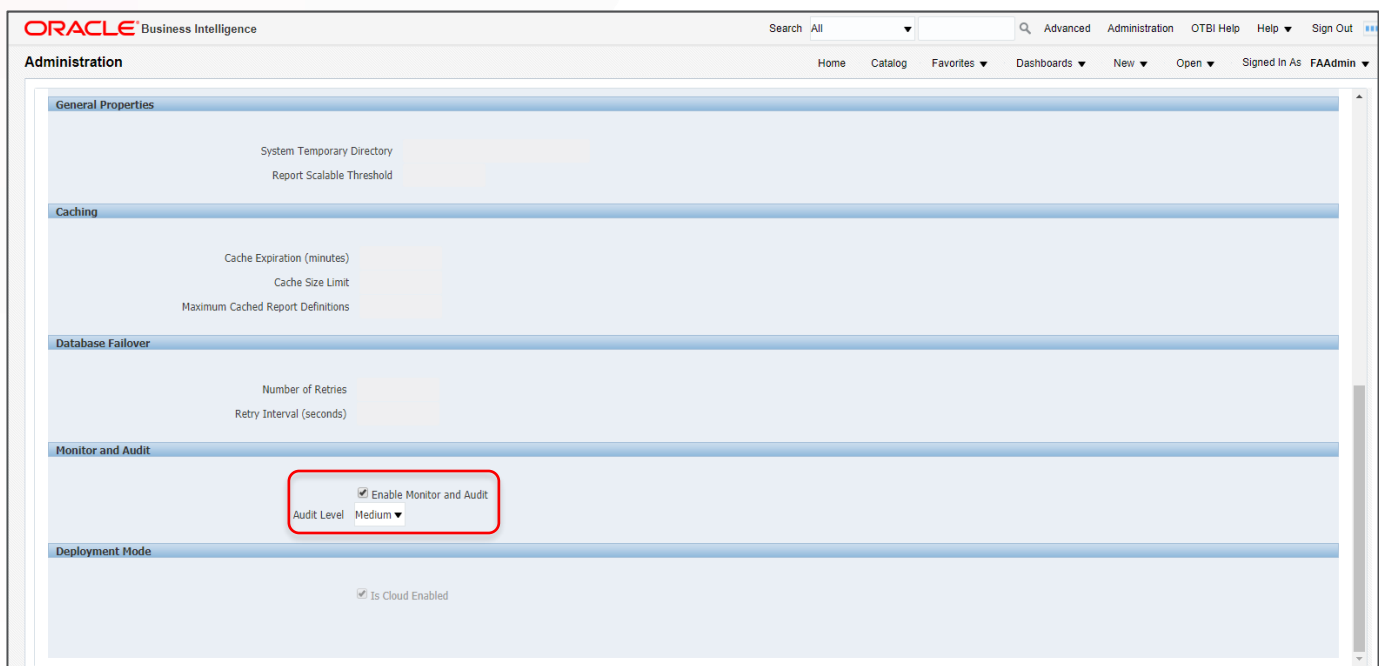 ORACLE Business Intelligence Search All Advanced Administration OTBI Help Help Sign Out
Administration Home Catalog Favorites Dashboards New Open Signed In As FAAdmin
General Properties
System Temporary Directory
Report Scalable Threshold
Caching
Cache Expiration (minutes)
Cache Size Limit
Maximum Cached Report Definitions
Database Failover
Number of Retries
Retry Interval (seconds)
Monitor and Audit
Enable Monitor and Audit
Audit Level Medium
Deployment Mode
Is Cloud Enabled